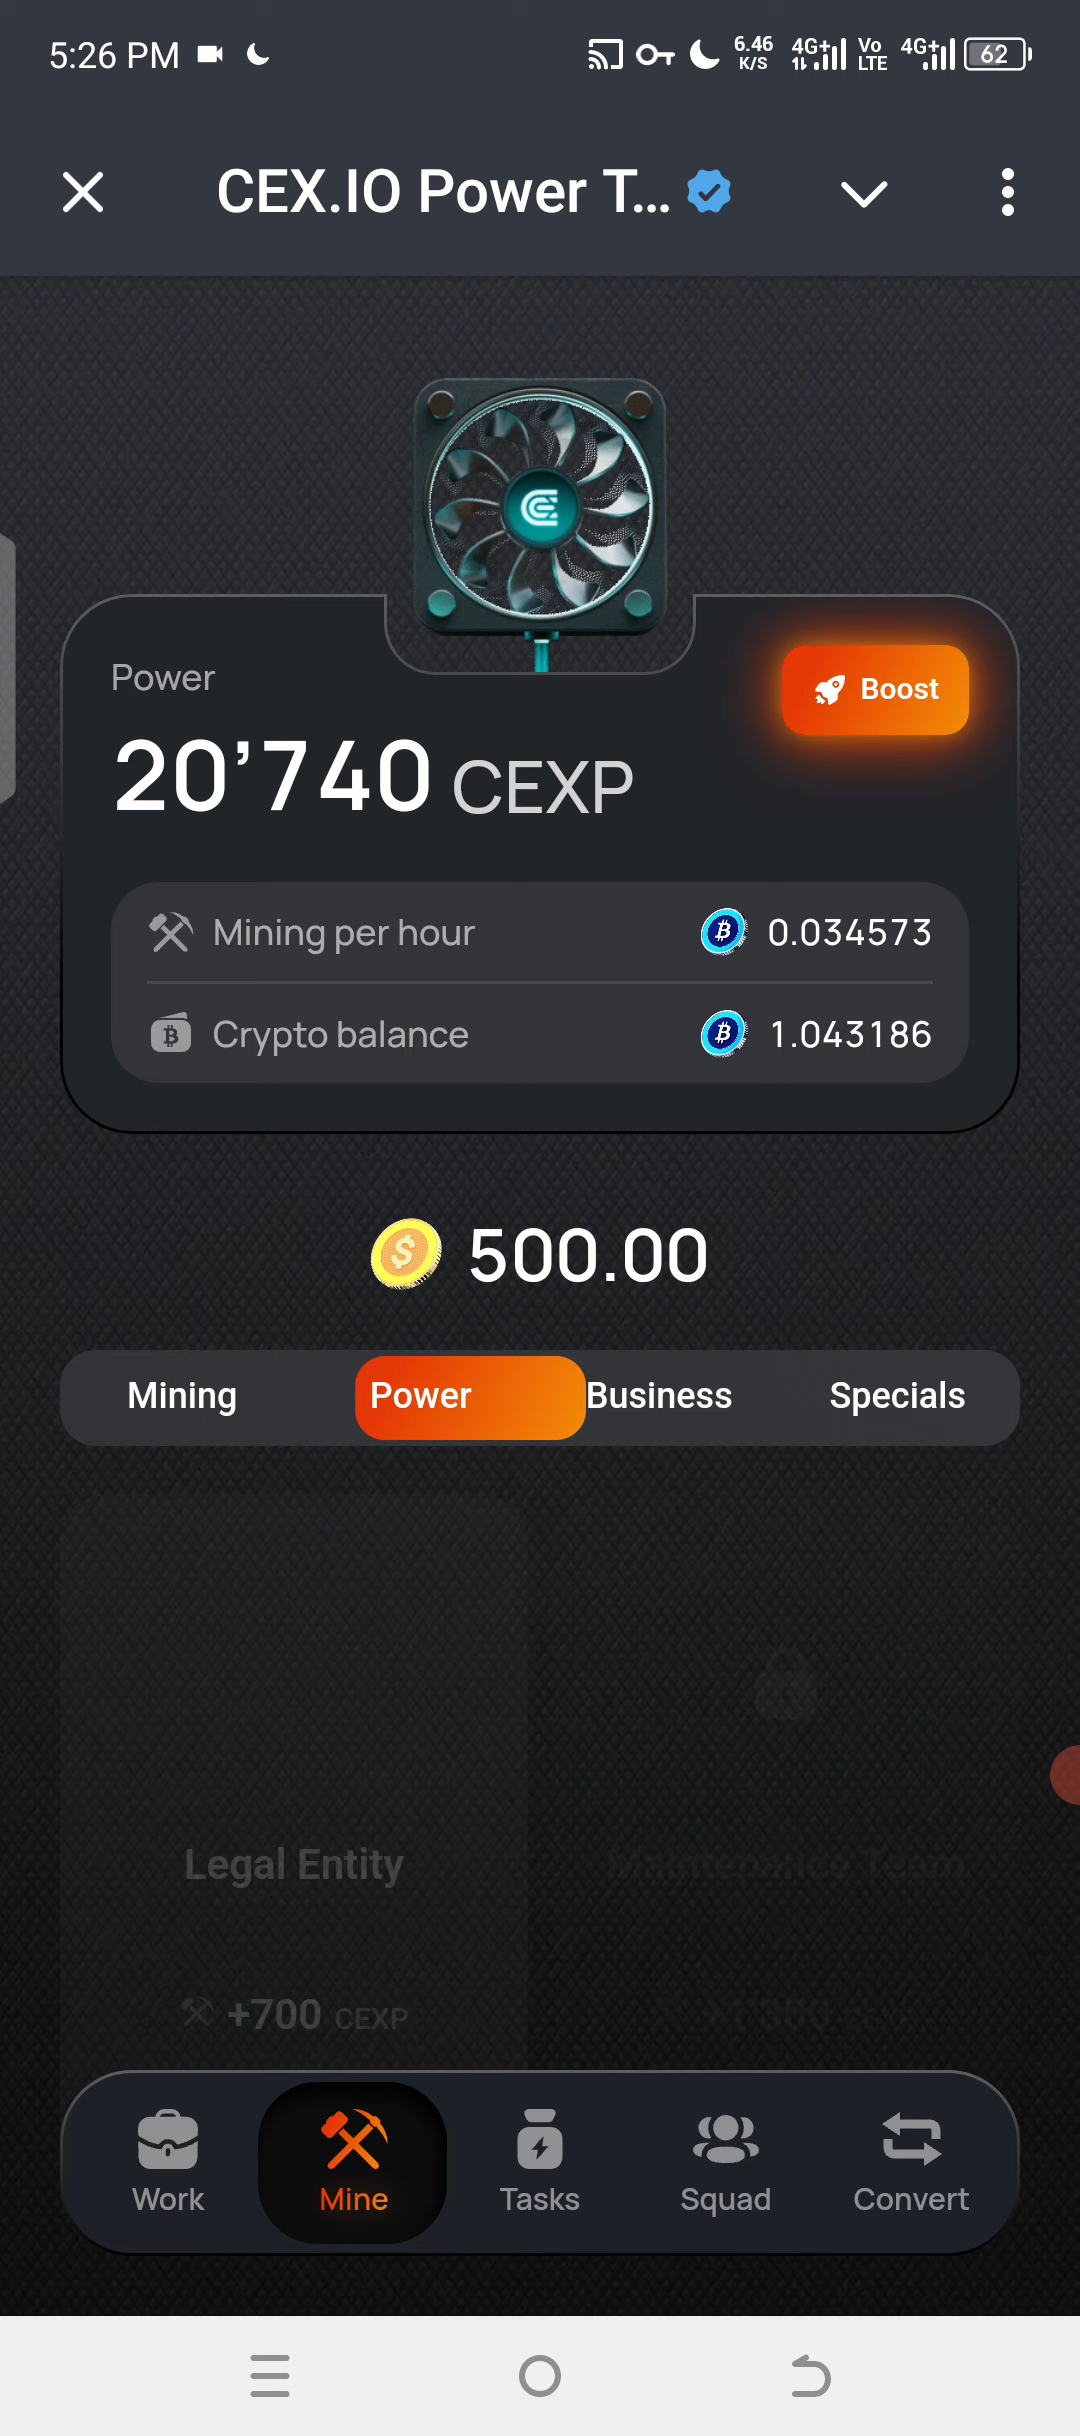 5:26 PM
6.46 K/S 4G+ Vo LTE 4G+ 62
CEX.IO Power T...
Power
Boost
20’740 CEXP
Mining per hour 0.034573
Crypto balance 1.043186
500.00
Mining Power Business Specials
Legal Entity Maintenance Team
+700 CEXP
Work Mine Tasks Squad Convert